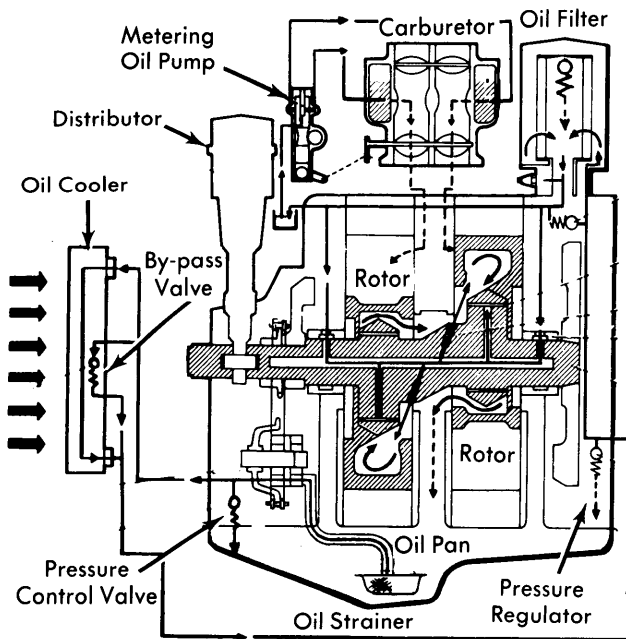 Carburetor
Oil Filter
Metering
Oil Pump
Distributor
Oil Cooler
By-pass
Valve
Rotor
Rotor
Oil Pan
Pressure
Control Valve
Oil Strainer
Pressure
Regulator